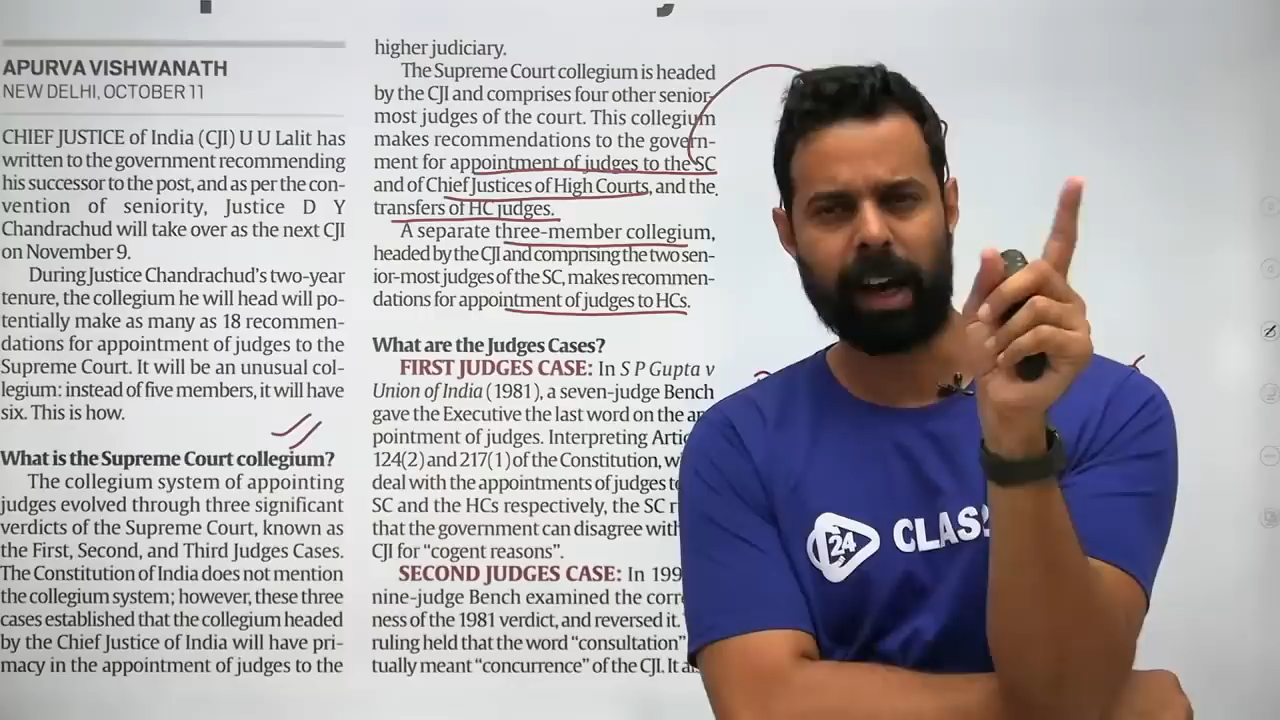 APURVA VISHWANATH
NEW DELHI, OCTOBER 11
CHIEF JUSTICE of India (CJI) U U Lalit has
written to the government recommending
his successor to the post, and as per the con-
vention of seniority, Justice D Y
Chandrachud will take over as the next CJI
on November 9.
During Justice Chandrachud's two-year
tenure, the collegium he will head will po-
tentially make as many as 18 recommen-
dations for appointment of judges to the
Supreme Court. It will be an unusual col-
legium: instead of five members, it will have
six. This is how.
What is the Supreme Court collegium?
The collegium system of appointing
judges evolved through three significant
verdicts of the Supreme Court, known as
the First, Second, and Third Judges Cases.
The Constitution of India does not mention
the collegium system; however, these three
cases established that the collegium headed
by the Chief Justice of India will have pri-
macy in the appointment of judges to the
higher judiciary.
The Supreme Court collegium is headed
by the CJI and comprises four other senior-
most judges of the court. This collegium
makes recommendations to the govern-
ment for appointment of judges to the SC
and of Chief Justices of High Courts, and the
transfers of HC judges.
A separate three-member collegium,
headed by the CJI and comprising the two sen-
ior-most judges of the SC, makes recommen-
dations for appointment of judges to HCs.
What are the Judges Cases?
FIRST JUDGES CASE: In S P Gupta v
Union of India (1981), a seven-judge Bench
gave the Executive the last word on the ap
pointment of judges. Interpreting Artic
124(2) and 217(1) of the Constitution, w
deal with the appointments of judges to
SC and the HCs respectively, the SC r
that the government can disagree with
CJI for "cogent reasons".
SECOND JUDGES CASE: In 199
nine-judge Bench examined the corre
ness of the 1981 verdict, and reversed it.
ruling held that the word "consultation"
tually meant "concurrence" of the CJI. It a
24
CLASS